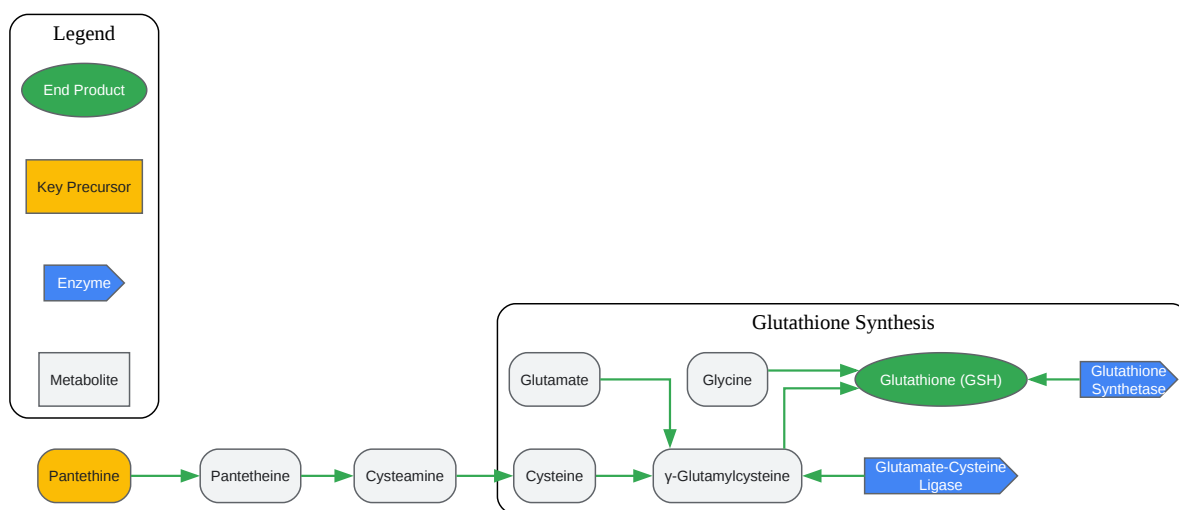 Legend
End Product
Key Precursor
Enzyme
Metabolite
Glutathione Synthesis
Glutamate
Glycine
Glutathione (GSH)
Glutathione
Synthetase
Pantethine
Pantetheine
Cysteamine
Cysteine
γ-Glutamylcysteine
Glutamate-Cysteine
Ligase